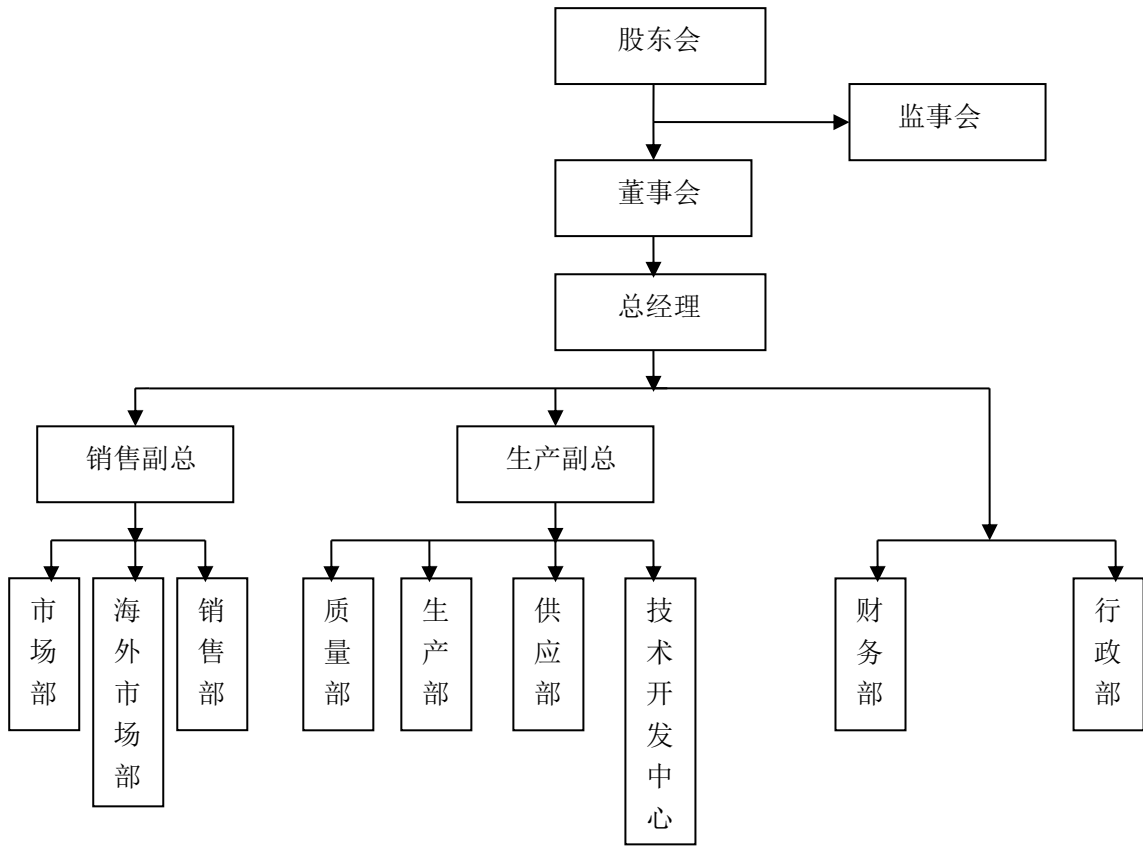 股东会
监事会
董事会
总经理
销售副总
生产副总
市场部
海外市场部
销售部
质量部
生产部
供应部
技术开发中心
财务部
行政部